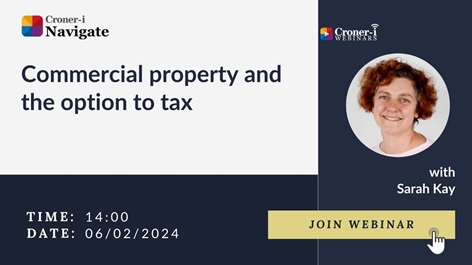 Croner-i
Navigate
Croner-i
WEBINARS
Commercial property and
the option to tax
with
Sarah Kay
TIME: 14:00
DATE: 06/02/2024
JOIN WEBINAR